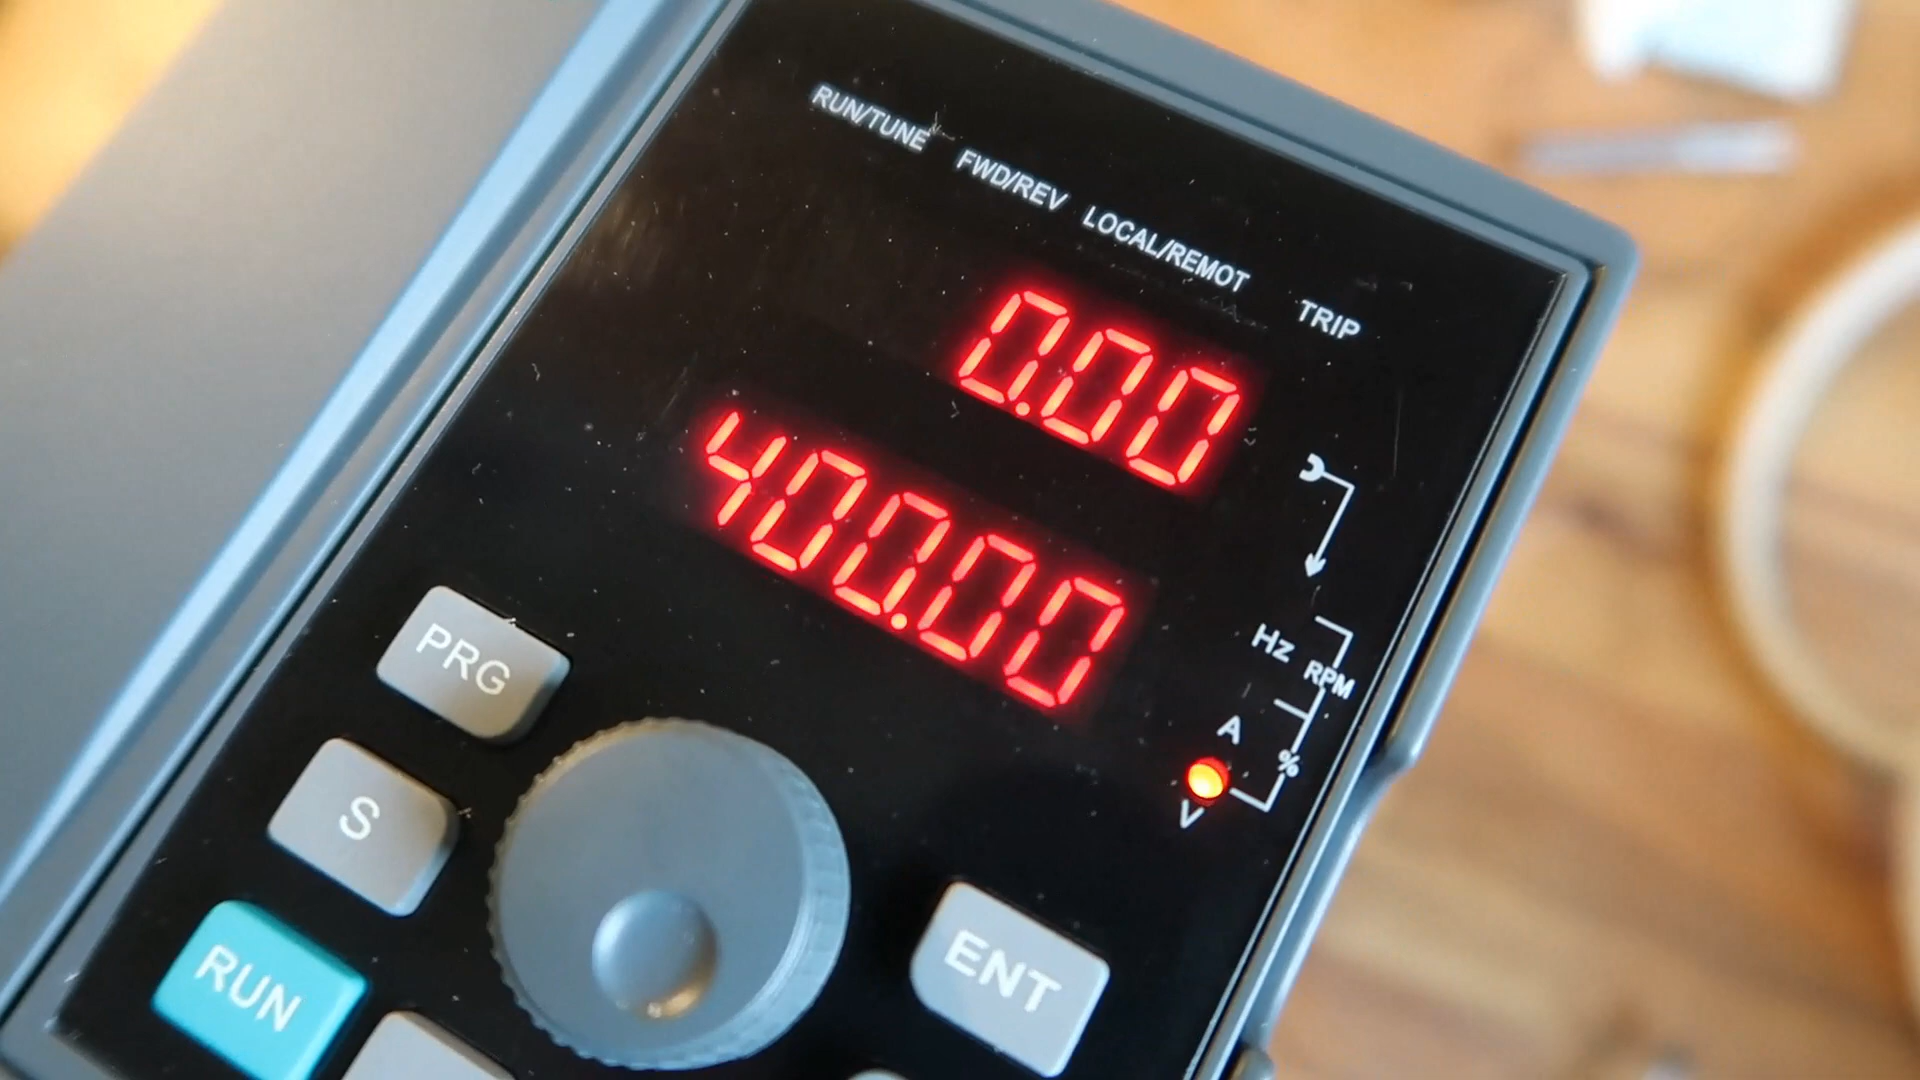 RUN/TUNE FWD/REV LOCAL/REMOT TRIP
0.00
400.00
Hz RPM
A %
V
PRG
S
RUN
ENT